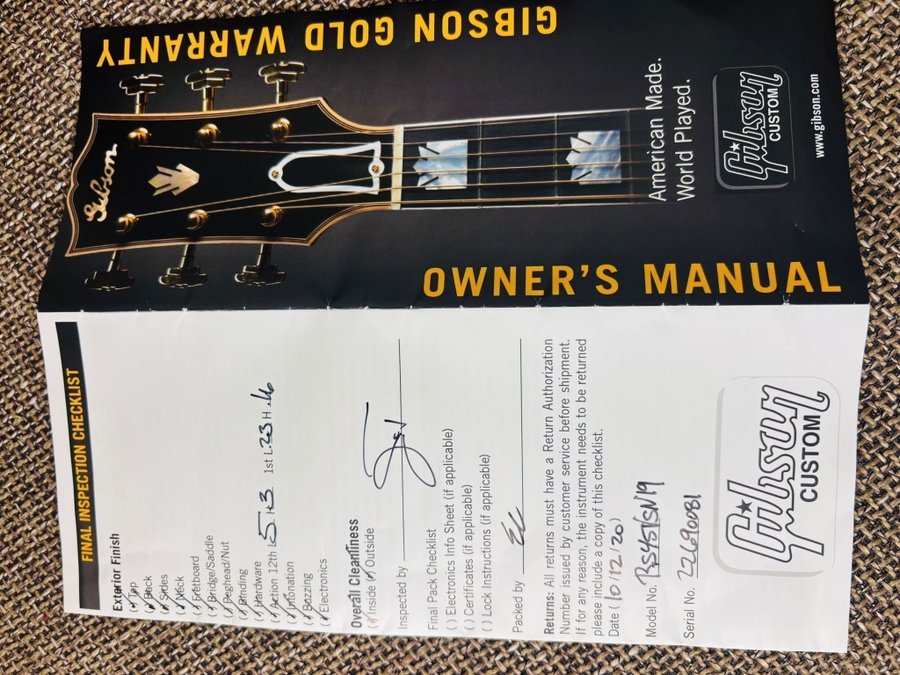 GIBSON GOLD WARRANTY
Gibson
American Made.
World Played.
Gibson
CUSTOM
www.gibson.com
OWNER'S MANUAL
FINAL INSPECTION CHECKLIST
Exterior Finish
(✓) Top
(✓) Back
(✓) Sides
(✓) Neck
(✓) Fretboard
(✓) Bridge/Saddle
(✓) Peghead/Nut
(✓) Binding
(✓) Hardware
(✓) Action 12th L 5 H 3 1st L .23 H .16
(✓) Intonation
(✓) Buzzing
(✓) Electronics
Overall Cleanliness
(✓) Inside (✓) Outside
Inspected by
Final Pack Checklist
( ) Electronics Info Sheet (if applicable)
( ) Certificates (if applicable)
( ) Lock Instructions (if applicable)
Packed by
Returns: All returns must have a Return Authorization
Number issued by customer service before shipment.
If for any reason, the instrument needs to be returned
please include a copy of this checklist.
Date (10/12/20)
Model No.
Serial No. 22690081
Gibson
CUSTOM